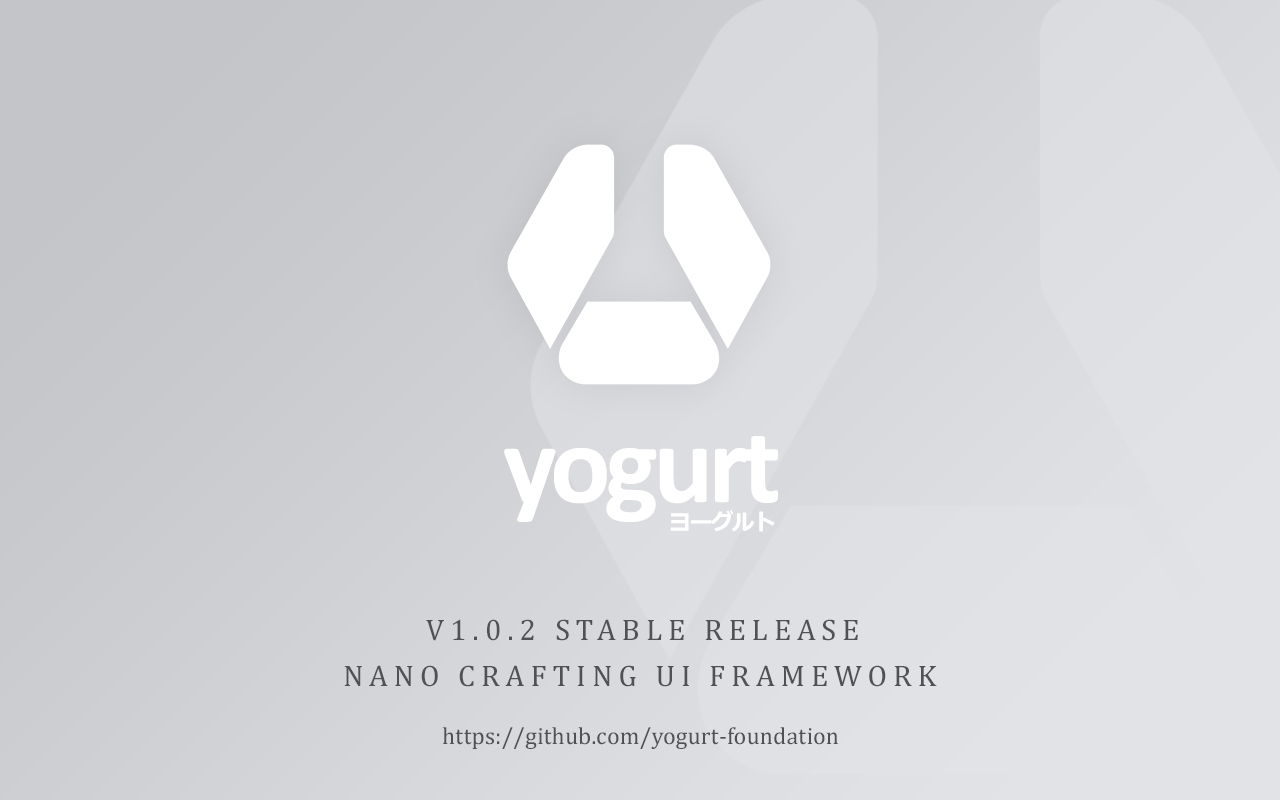 yogurt
ヨーグルト
V1.0.2 STABLE RELEASE
NANO CRAFTING UI FRAMEWORK
https://github.com/yogurt-foundation